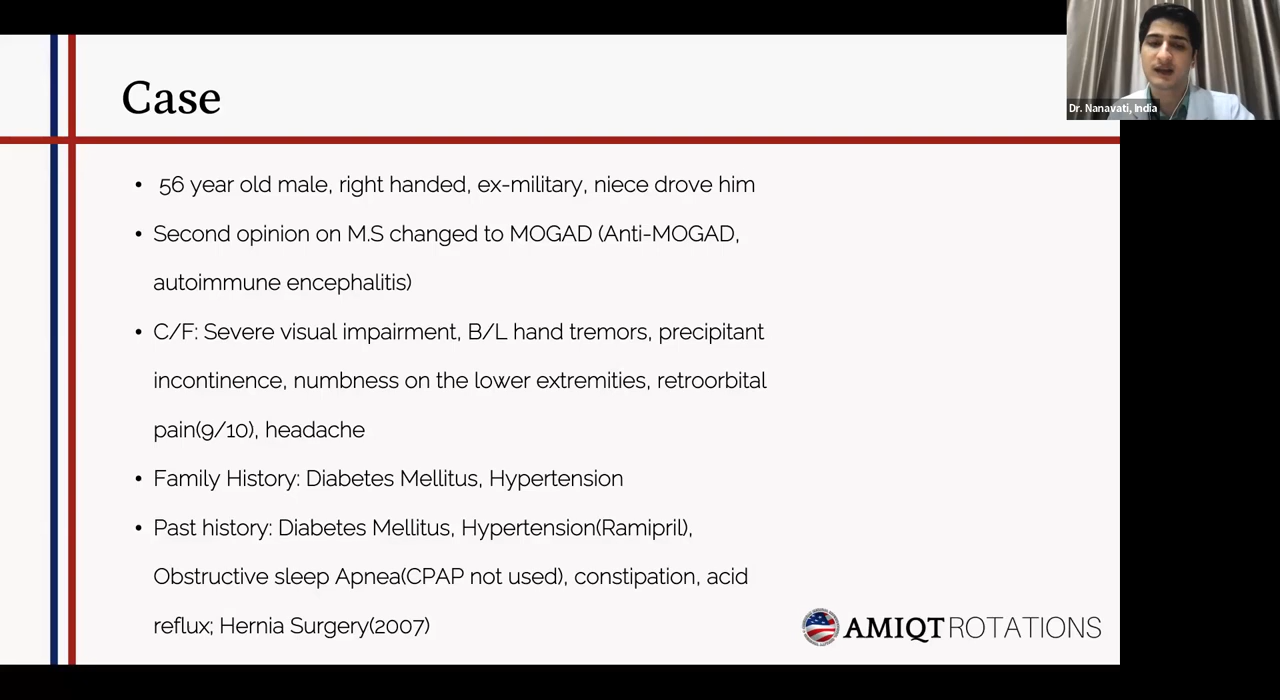 Case
Dr. Nanavati, India
• 56 year old male, right handed, ex-military, niece drove him
• Second opinion on M.S changed to MOGAD (Anti-MOGAD,
autoimmune encephalitis)
• C/F: Severe visual impairment, B/L hand tremors, precipitant
incontinence, numbness on the lower extremities, retroorbital
pain(9/10), headache
• Family History: Diabetes Mellitus, Hypertension
• Past history: Diabetes Mellitus, Hypertension(Ramipril),
Obstructive sleep Apnea(CPAP not used), constipation, acid
reflux; Hernia Surgery(2007)
AMIQT ROTATIONS